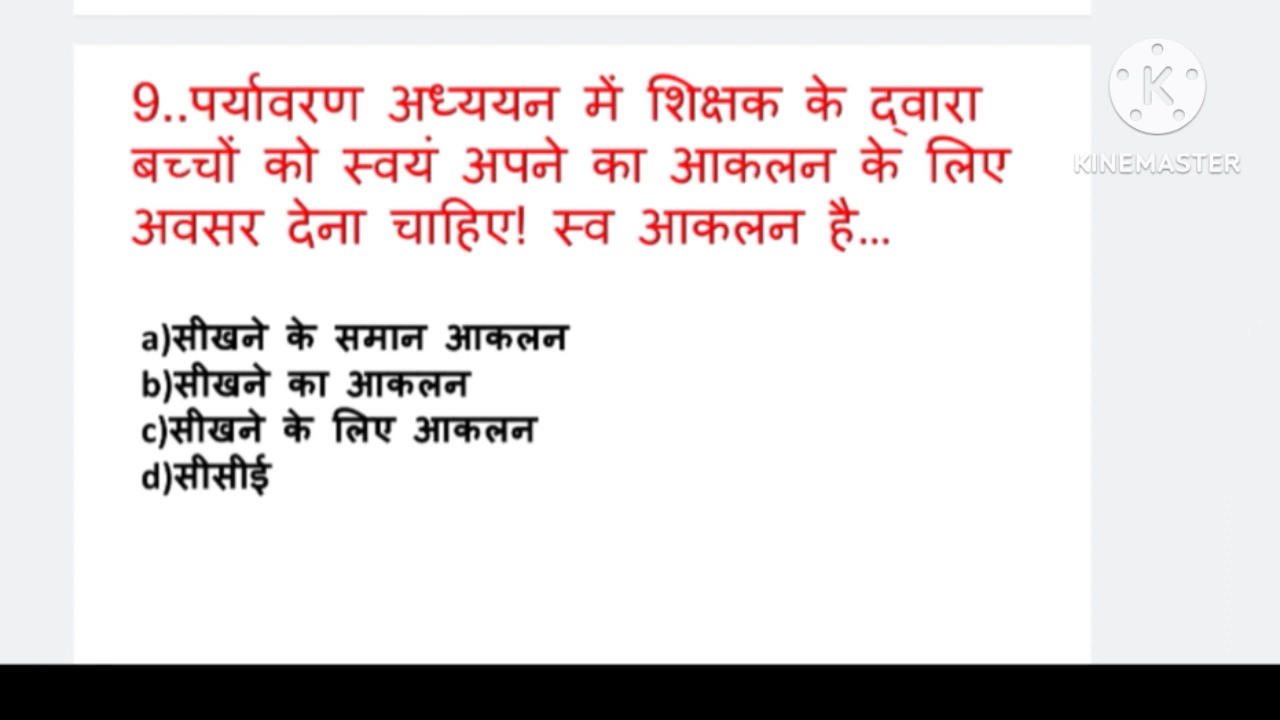 9..पर्यावरण अध्ययन में शिक्षक के द्वारा
बच्चों को स्वयं अपने का आकलन के लिए
अवसर देना चाहिए! स्व आकलन है...
a)सीखने के समान आकलन
b)सीखने का आकलन
c)सीखने के लिए आकलन
d)सीसीई
KINEMASTER